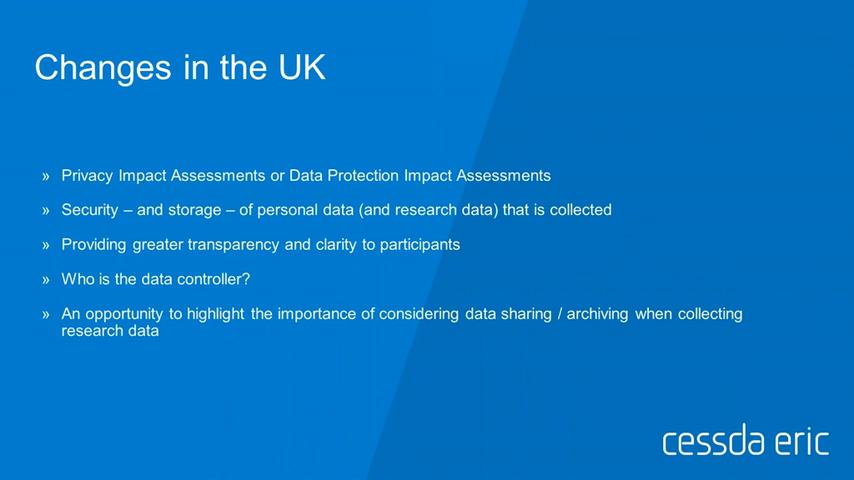 Changes in the UK
» Privacy Impact Assessments or Data Protection Impact Assessments
» Security – and storage – of personal data (and research data) that is collected
» Providing greater transparency and clarity to participants
» Who is the data controller?
» An opportunity to highlight the importance of considering data sharing / archiving when collecting
research data
cessda eric